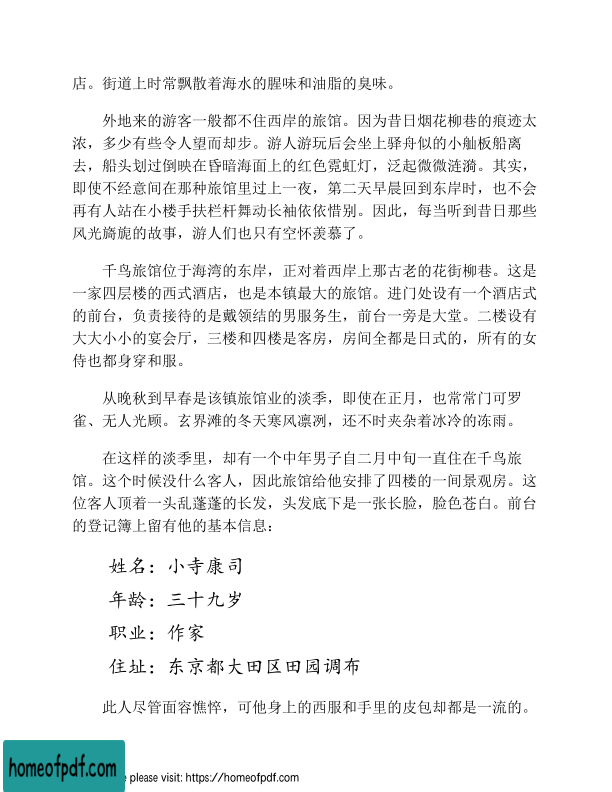 店。街道上时常飘散着海水的腥味和油脂的臭味。
外地来的游客一般都不住西岸的旅馆。因为昔日烟花柳巷的痕迹太
浓，多少有些令人望而却步。游人游玩后会坐上驿舟似的小舢板船离
去，船头划过倒映在昏暗海面上的红色霓虹灯，泛起微微涟漪。其实，
即使不经意间在那种旅馆里过上一夜，第二天早晨回到东岸时，也不会
再有人站在小楼手扶栏杆舞动长袖依依惜别。因此，每当听到昔日那些
风光旖旎的故事，游人们也只有空怀羡慕了。
千鸟旅馆位于海湾的东岸，正对着西岸上那古老的花街柳巷。这是
一家四层楼的西式酒店，也是本镇最大的旅馆。进门处设有一个酒店式
的前台，负责接待的是戴领结的男服务生，前台一旁是大堂。二楼设有
大大小小的宴会厅，三楼和四楼是客房，房间全都是日式的，所有的女
侍也都身穿和服。
从晚秋到早春是该镇旅馆业的淡季，即使在正月，也常常门可罗
雀、无人光顾。玄界滩的冬天寒风凛冽，还不时夹杂着冰冷的冻雨。
在这样的淡季里，却有一个中年男子自二月中旬一直住在千鸟旅
馆。这个时候没什么客人，因此旅馆给他安排了四楼的一间景观房。这
位客人顶着一头乱蓬蓬的长发，头发底下是一张长脸，脸色苍白。前台
的登记簿上留有他的基本信息：
姓名：小寺康司
年龄：三十九岁
职业：作家
住址：东京都大田区田园调布
此人尽管面容憔悴，可他身上的西服和手里的皮包却都是一流的。
homeofpdf.com
e please visit: https://homeofpdf.com